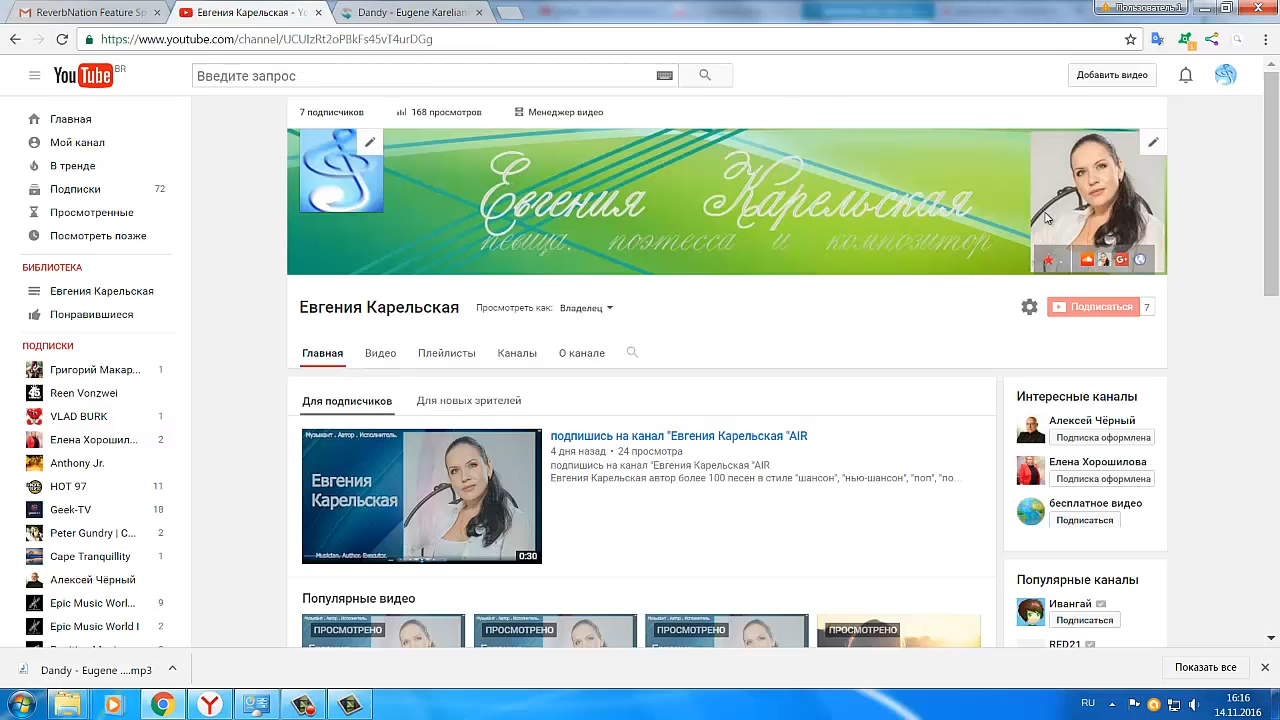 ReverbNation Feature Sp
Евгения Карельская - Yo
Dandy - Eugene Karelian
Пользователь 1
https://www.youtube.com/channel/UCUlzRt2oPBkFs45vT4urDGg
YouTube BR
Введите запрос
Добавить видео
Главная
Мой канал
В тренде
Подписки 72
Просмотренные
Посмотреть позже
БИБЛИОТЕКА
Евгения Карельская
Понравившиеся
ПОДПИСКИ
Григорий Макар... 1
Reen Vonzwei
VLAD BURK 1
Елена Хорошил... 2
Anthony Jr.
HOT 97 11
Geek-TV 18
Peter Gundry | C... 2
Cape Tranquillity 1
Алексей Чёрный
Epic Music Worl... 9
Epic Music World I 2
7 подписчиков
168 просмотров
Менеджер видео
Евгения Карельская
певица. поэтесса и композитор
Евгения Карельская
Просмотреть как: Владелец
Подписаться 7
Главная Видео Плейлисты Каналы О канале
Для подписчиков Для новых зрителей
Музыкант . Автор . Исполнитель.
Евгения
Карельская
Musician. Author. Executor.
0:30
подпишись на канал "Евгения Карельская "AIR
4 дня назад • 24 просмотра
подпишись на канал "Евгения Карельская "AIR
Евгения Карельская автор более 100 песен в стиле "шансон", "нью-шансон", "поп", "по...
Популярные видео
ПРОСМОТРЕНО
ПРОСМОТРЕНО
ПРОСМОТРЕНО
ПРОСМОТРЕНО
Интересные каналы
Алексей Чёрный
Подписка оформлена
Елена Хорошилова
Подписка оформлена
бесплатное видео
Подписаться
Популярные каналы
Ивангай
Подписаться
RED21
Dandy - Eugene ....mp3
Показать все
RU
16:16
14.11.2016